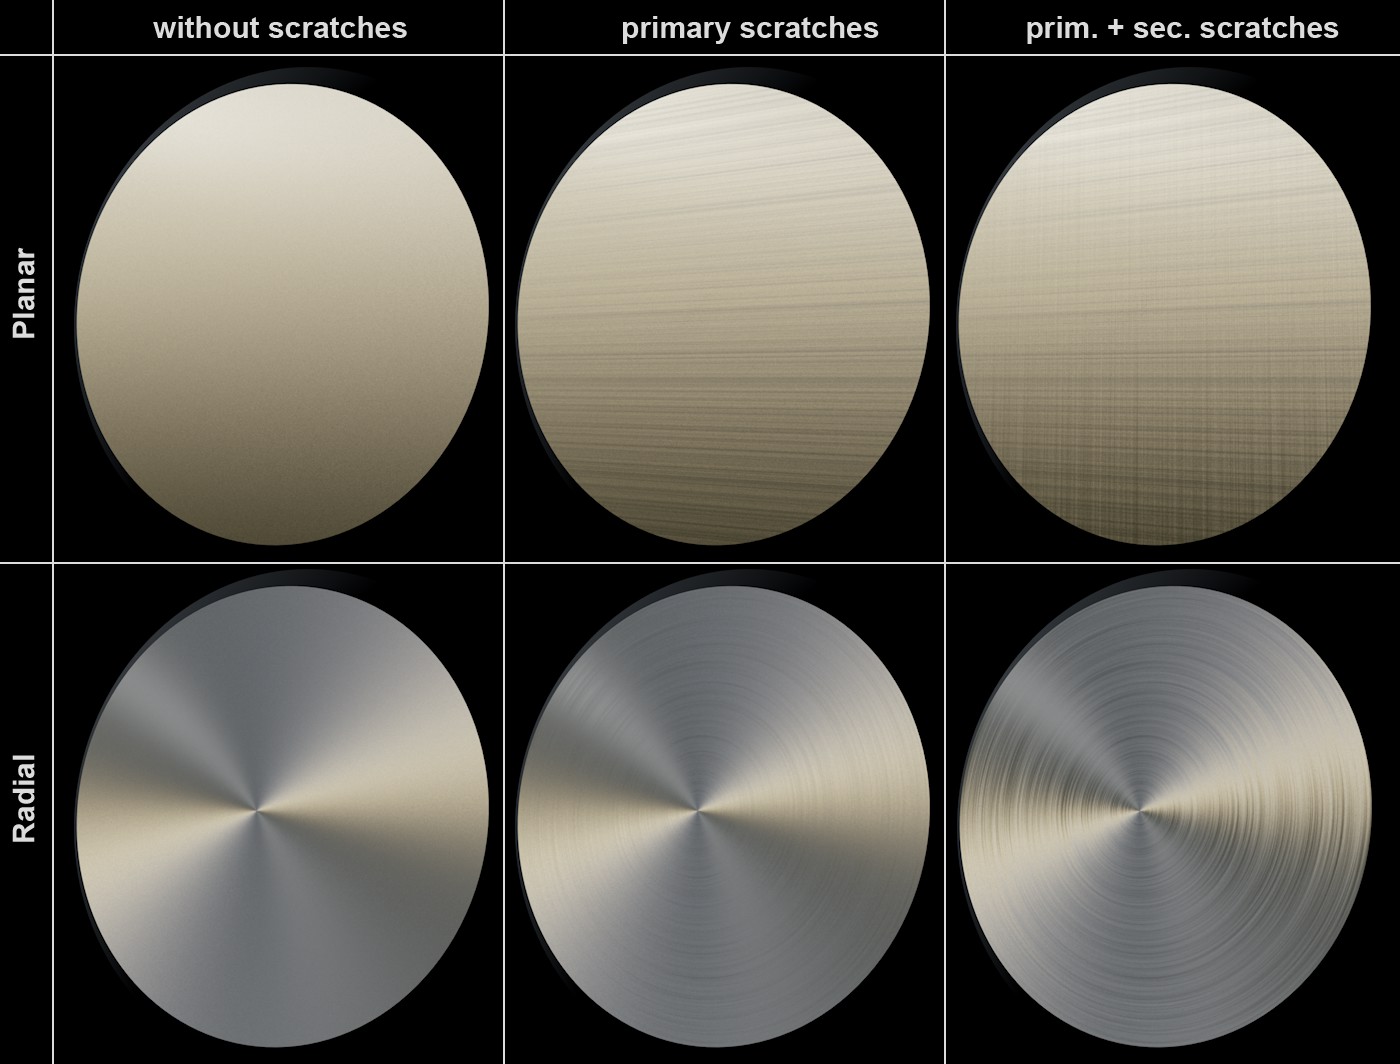 without scratches
primary scratches
prim. + sec. scratches
Planar
Radial